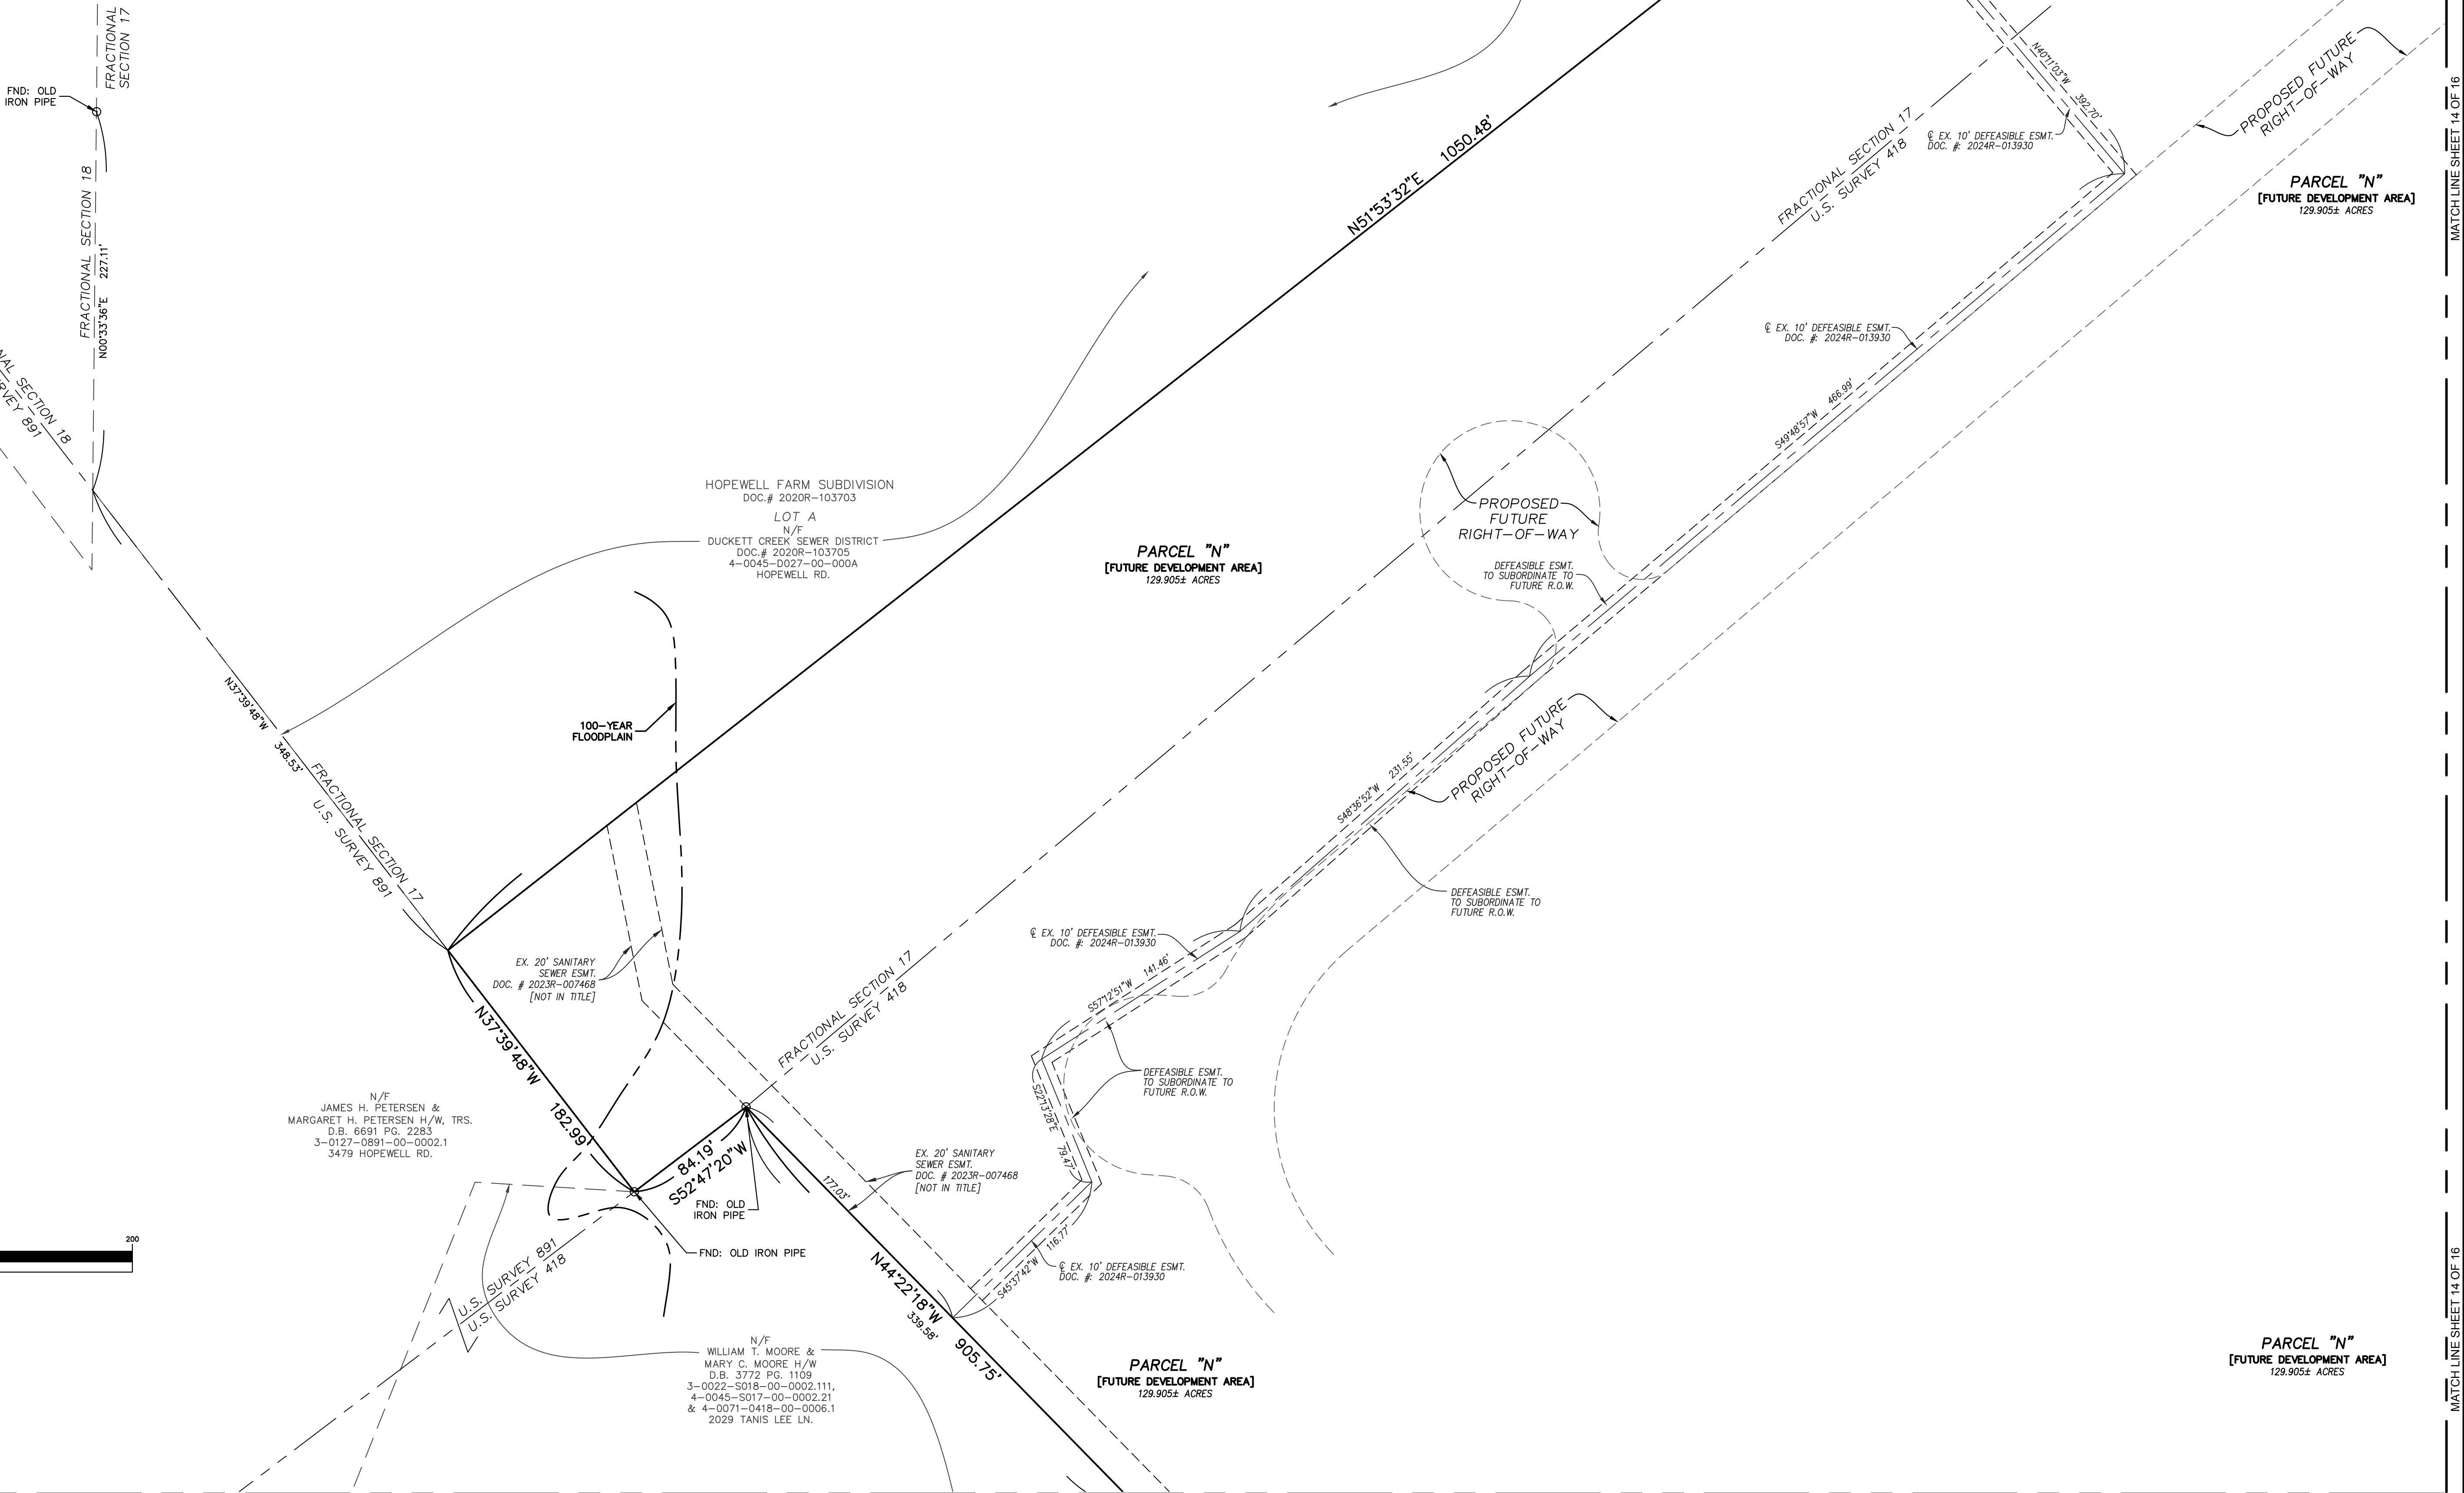 FRACTIONAL
SECTION 17
FND: OLD
IRON PIPE
FRACTIONAL SECTION 18
N00°33'36"E 227.11'
NAL SECTION 18
RVEY 891
N37°39'48"W 348.53'
FRACTIONAL SECTION 17
U.S. SURVEY 891
HOPEWELL FARM SUBDIVISION
DOC.# 2020R-103703
LOT A
N/F
DUCKETT CREEK SEWER DISTRICT
DOC.# 2020R-103705
4-0045-D027-00-000A
HOPEWELL RD.
100-YEAR
FLOODPLAIN
N51°53'32"E 1050.48'
PARCEL "N"
[FUTURE DEVELOPMENT AREA]
129.905± ACRES
FRACTIONAL SECTION 17
U.S. SURVEY 418
N40°11'03"W 392.70'
℄ EX. 10' DEFEASIBLE ESMT.
DOC. #: 2024R-013930
PROPOSED FUTURE
RIGHT-OF-WAY
PARCEL "N"
[FUTURE DEVELOPMENT AREA]
129.905± ACRES
MATCH LINE SHEET 14 OF 16
℄ EX. 10' DEFEASIBLE ESMT.
DOC. #: 2024R-013930
S49°48'57"W 466.99'
PROPOSED
FUTURE
RIGHT-OF-WAY
DEFEASIBLE ESMT.
TO SUBORDINATE TO
FUTURE R.O.W.
PROPOSED FUTURE
RIGHT-OF-WAY
S48°36'52"W 231.55'
DEFEASIBLE ESMT.
TO SUBORDINATE TO
FUTURE R.O.W.
℄ EX. 10' DEFEASIBLE ESMT.
DOC. #: 2024R-013930
S57°12'51"W 141.46'
EX. 20' SANITARY
SEWER ESMT.
DOC. # 2023R-007468
[NOT IN TITLE]
FRACTIONAL SECTION 17
U.S. SURVEY 418
N37°39'48"W 182.99'
N/F
JAMES H. PETERSEN &
MARGARET H. PETERSEN H/W, TRS.
D.B. 6691 PG. 2283
3-0127-0891-00-0002.1
3479 HOPEWELL RD.
DEFEASIBLE ESMT.
TO SUBORDINATE TO
FUTURE R.O.W.
S22°13'28"E 79.47'
84.19'
S52°47'20"W
FND: OLD
IRON PIPE
177.03'
EX. 20' SANITARY
SEWER ESMT.
DOC. # 2023R-007468
[NOT IN TITLE]
FND: OLD IRON PIPE
S45°37'42"W 116.77'
℄ EX. 10' DEFEASIBLE ESMT.
DOC. #: 2024R-013930
200
U.S. SURVEY 891
U.S. SURVEY 418
N44°22'18"W 905.75'
339.58'
N/F
WILLIAM T. MOORE &
MARY C. MOORE H/W
D.B. 3772 PG. 1109
3-0022-S018-00-0002.111,
4-0045-S017-00-0002.21
& 4-0071-0418-00-0006.1
2029 TANIS LEE LN.
PARCEL "N"
[FUTURE DEVELOPMENT AREA]
129.905± ACRES
PARCEL "N"
[FUTURE DEVELOPMENT AREA]
129.905± ACRES
MATCH LINE SHEET 14 OF 16